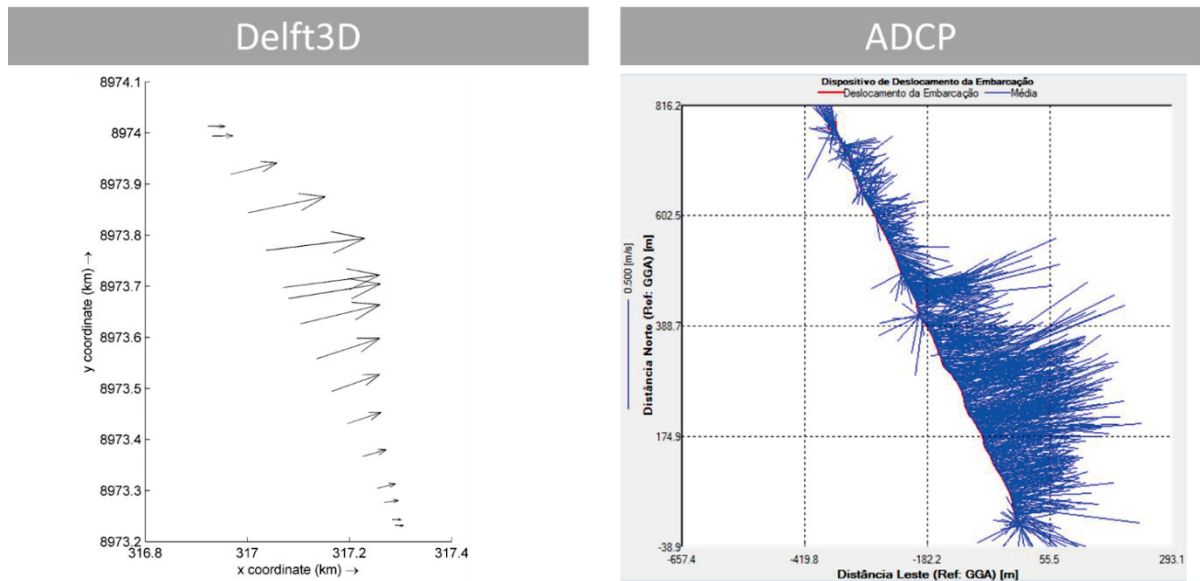 Delft3D
8974.1
8974
8973.9
8973.8
8973.7
8973.6
8973.5
8973.4
8973.3
8973.2
y coordinate (km) →
316.8 317 317.2 317.4
x coordinate (km) →
ADCP
Dispositivo de Deslocamento da Embarcação
Deslocamento da Embarcação Média
816.2
602.5
388.7
174.9
-38.9
0.500 [m/s]
Distância Norte (Ref: GGA) [m]
-657.4 -419.8 -182.2 55.5 293.1
Distância Leste (Ref: GGA) [m]